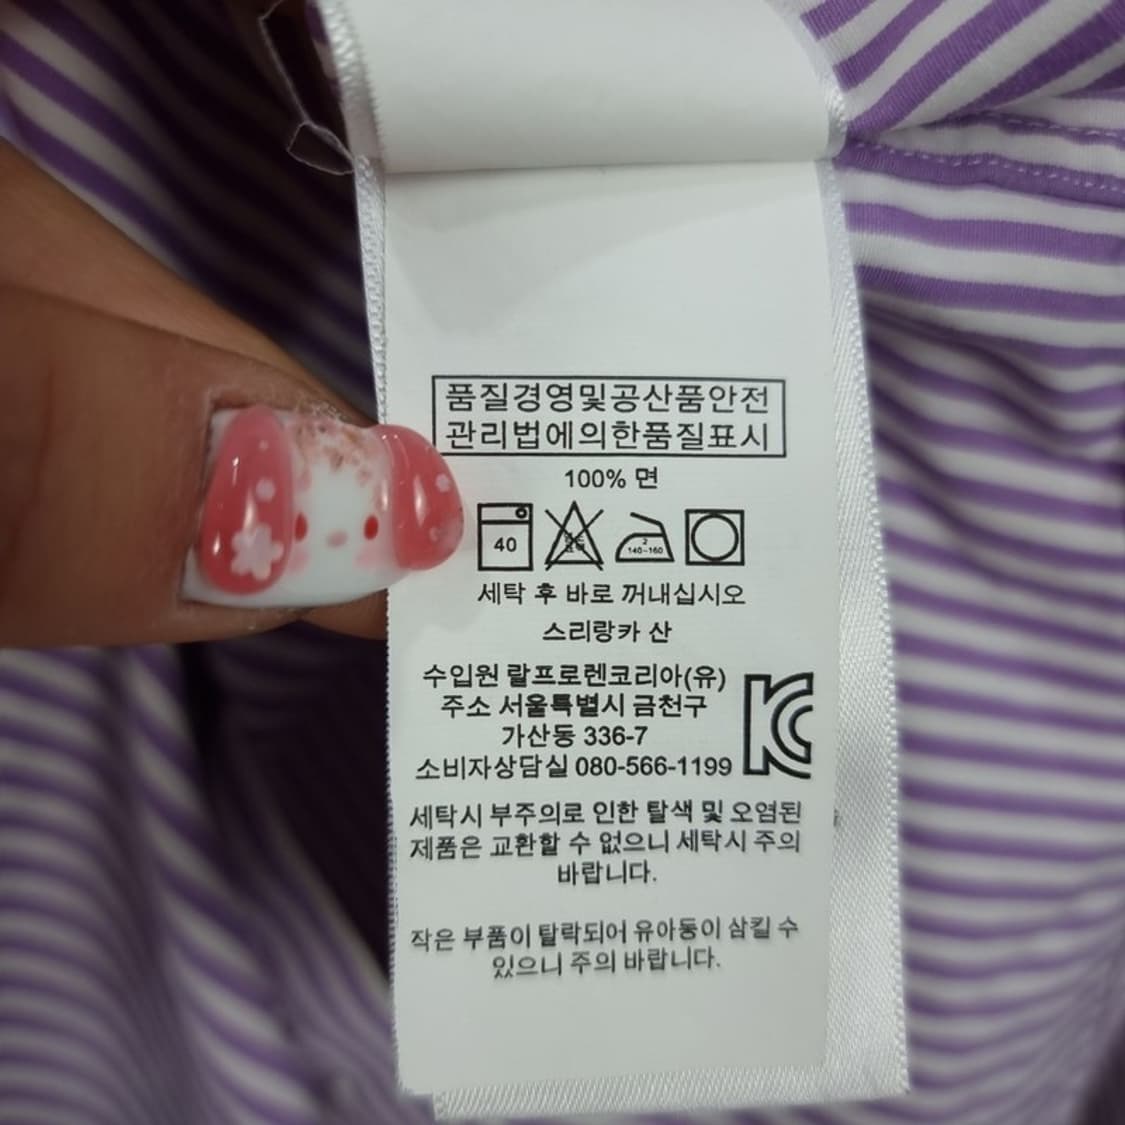 품질경영및공산품안전
관리법에의한품질표시
100% 면
40
2
140~160
세탁 후 바로 꺼내십시오
스리랑카 산
수입원 랄프로렌코리아(유)
주소 서울특별시 금천구
가산동 336-7
소비자상담실 080-566-1199
세탁시 부주의로 인한 탈색 및 오염된
제품은 교환할 수 없으니 세탁시 주의
바랍니다.
작은 부품이 탈락되어 유아동이 삼킬 수
있으니 주의 바랍니다.